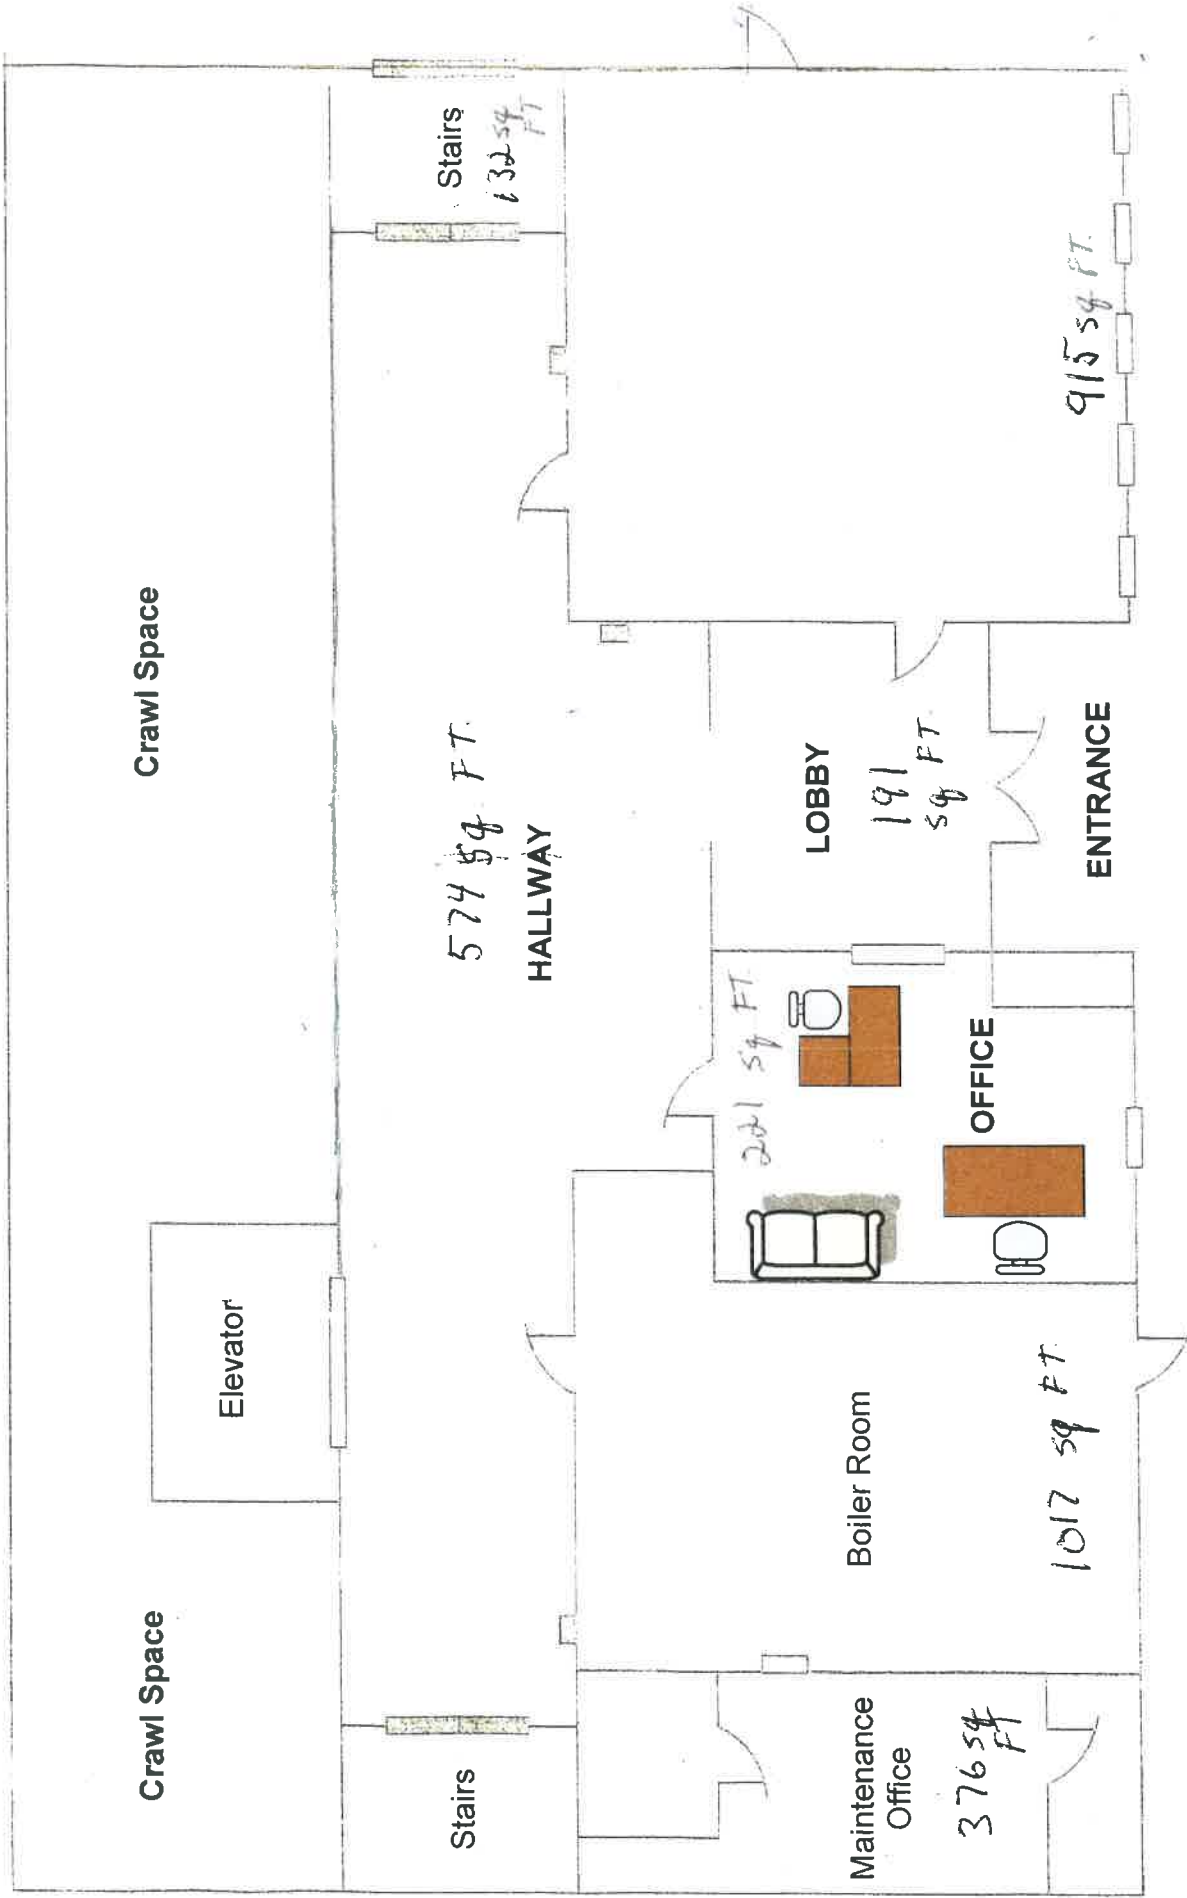 Crawl Space
Crawl Space
Elevator
Stairs
132 sq
FT
Stairs
574 sq. FT.
HALLWAY
LOBBY
191
sq FT.
ENTRANCE
915 sq FT.
221 sq FT.
OFFICE
Boiler Room
1017 sq FT.
Maintenance
Office
376 sq
FT